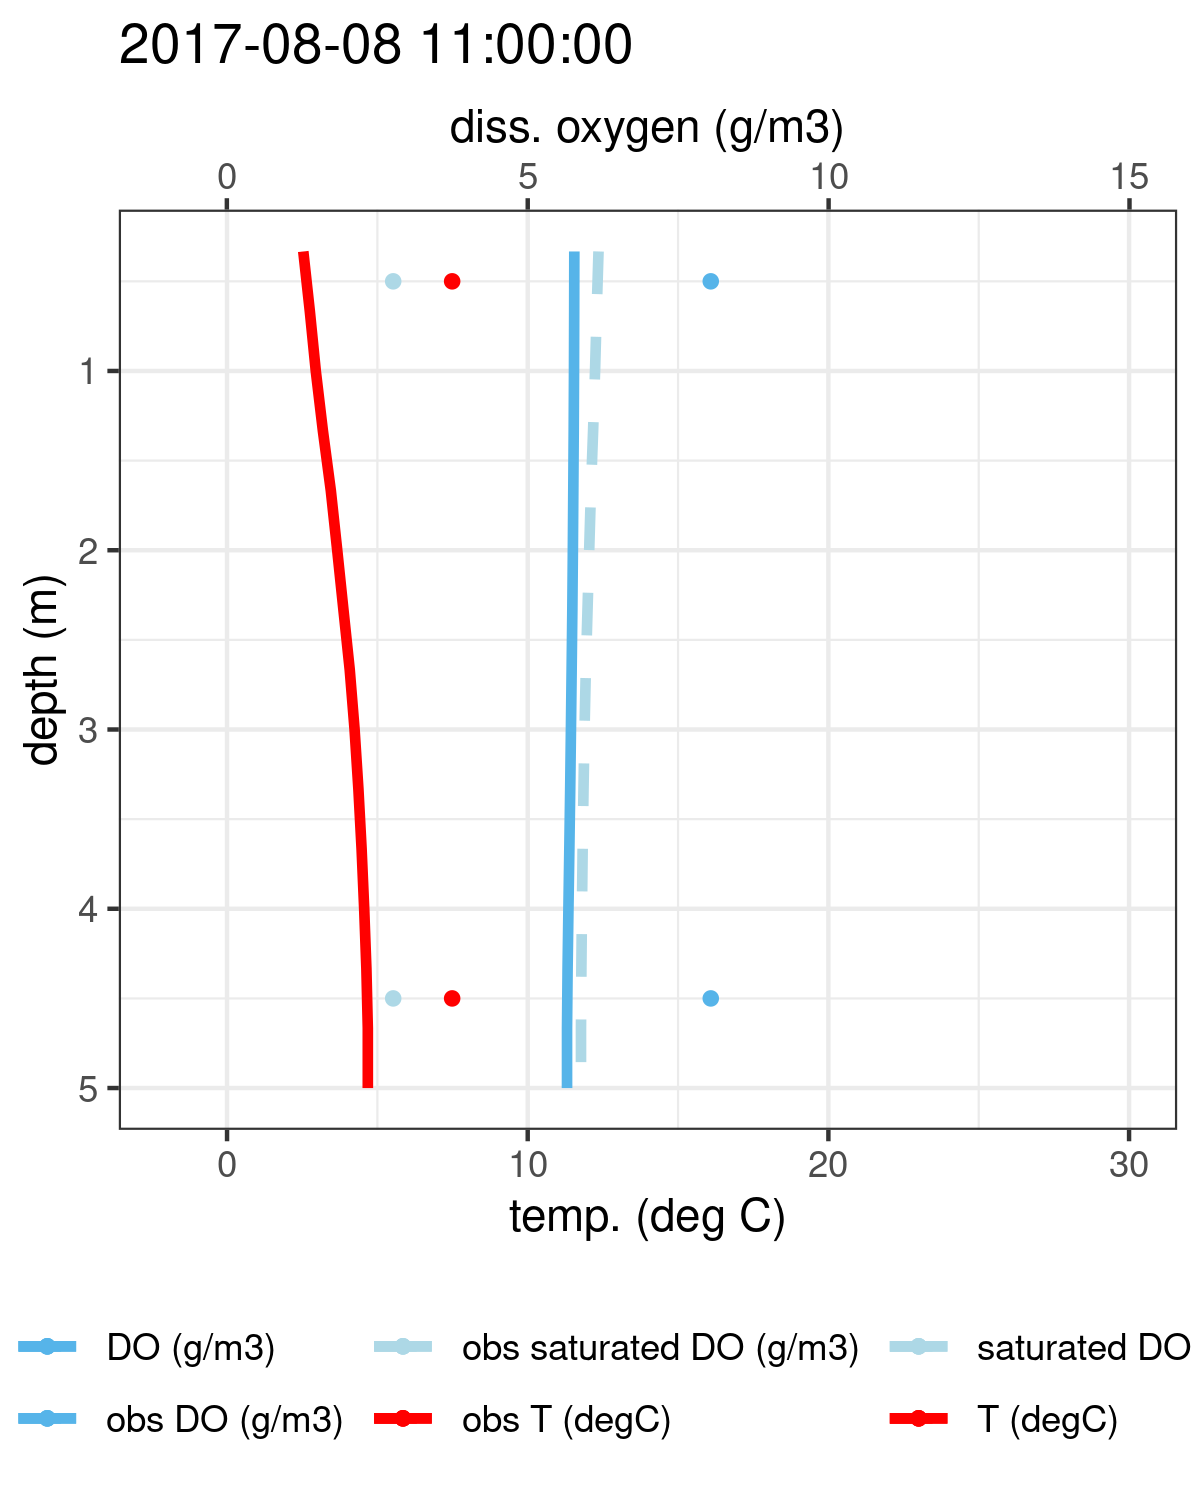 2017-08-08 11:00:00
diss. oxygen (g/m3)
0 5 10 15
depth (m)
1
2
3
4
5
0 10 20 30
temp. (deg C)
DO (g/m3) obs saturated DO (g/m3) saturated DO
obs DO (g/m3) obs T (degC) T (degC)